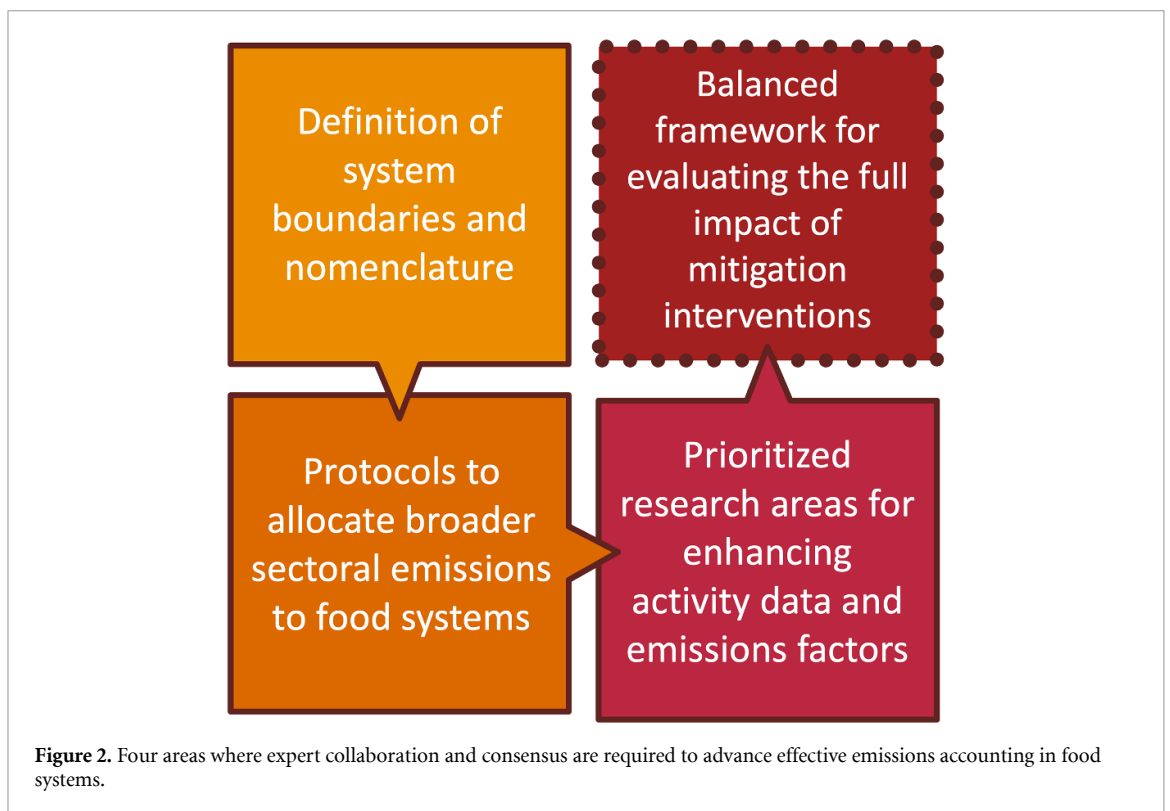 Definition of
system
boundaries and
nomenclature
Protocols to
allocate broader
sectoral emissions
to food systems
Prioritized
research areas for
enhancing
activity data and
emissions factors
Balanced
framework for
evaluating the full
impact of
mitigation
interventions
Figure 2. Four areas where expert collaboration and consensus are required to advance effective emissions accounting in food
systems.